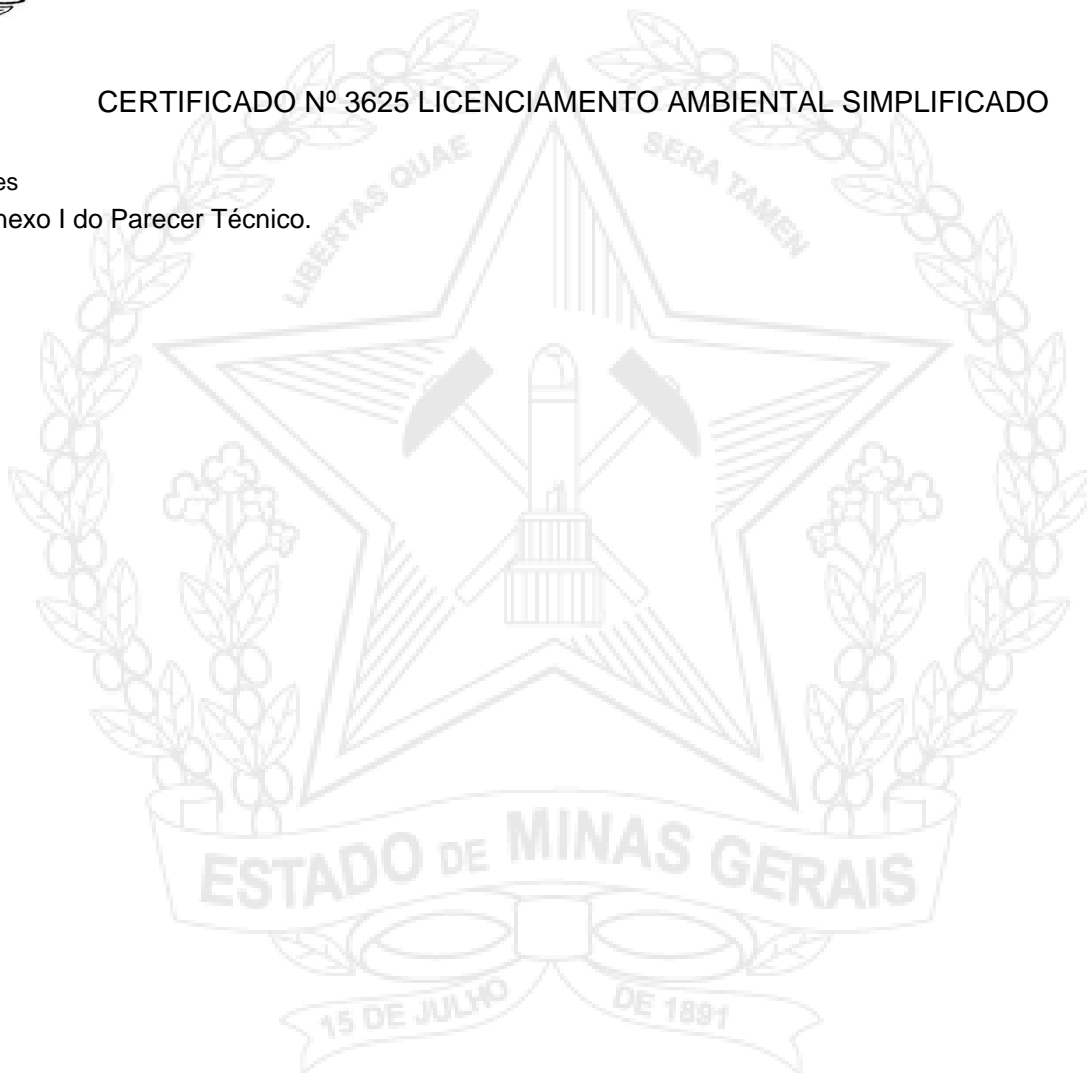 CERTIFICADO Nº 3625 LICENCIAMENTO AMBIENTAL SIMPLIFICADO
es
nexo I do Parecer Técnico.
LIBERTAS QUAE SERA TAMEN
ESTADO DE MINAS GERAIS
15 DE JULHO DE 1891